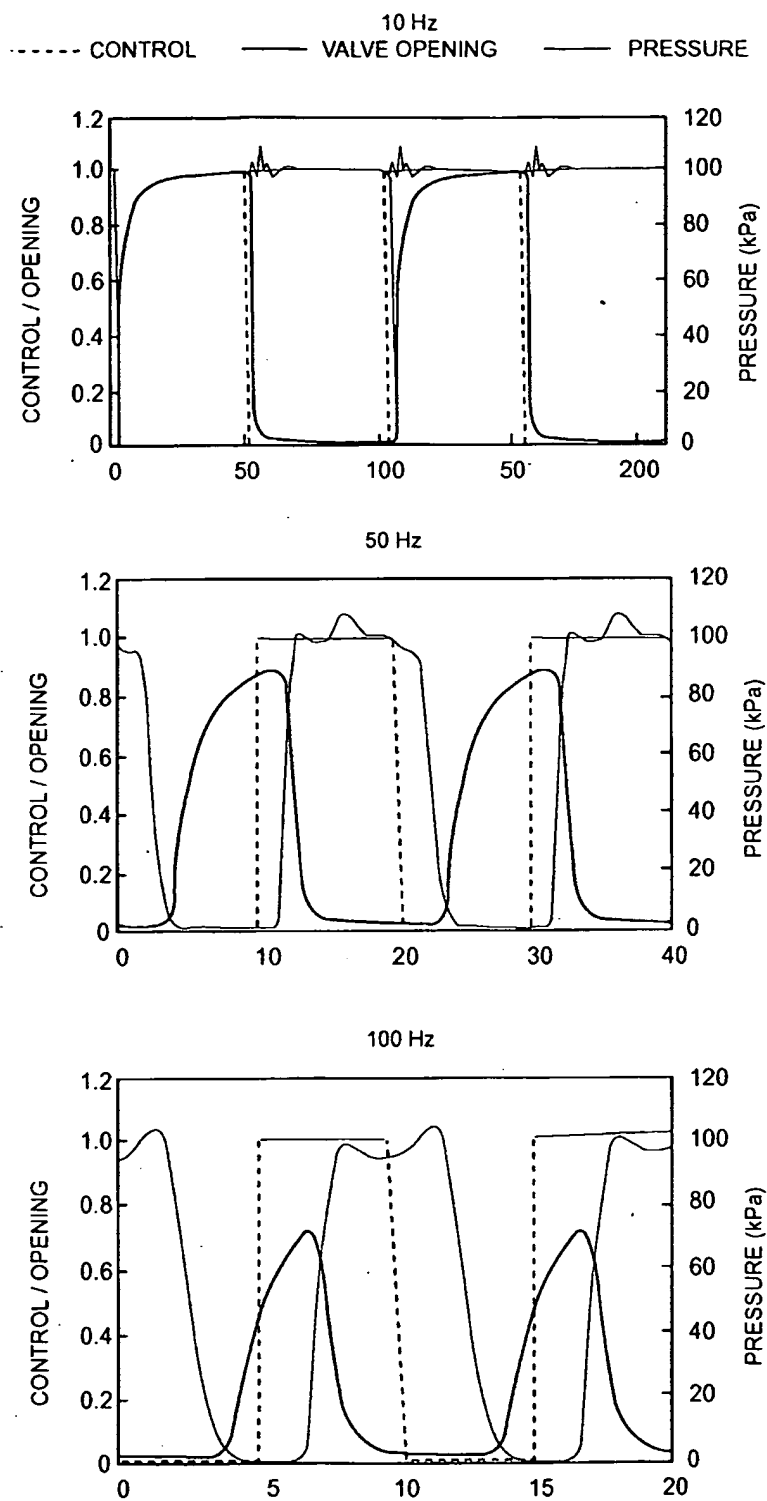 10 Hz
CONTROL VALVE OPENING PRESSURE
1.2 120
1.0 100
0.8 80
0.6 60
0.4 40
0.2 20
0 0
CONTROL / OPENING
PRESSURE (kPa)
0 50 100 50 200
50 Hz
1.2 120
1.0 100
0.8 80
0.6 60
0.4 40
0.2 20
0 0
CONTROL / OPENING
PRESSURE (kPa)
0 10 20 30 40
100 Hz
1.2 120
1.0 100
0.8 80
0.6 60
0.4 40
0.2 20
0 0
CONTROL / OPENING
PRESSURE (kPa)
0 5 10 15 20